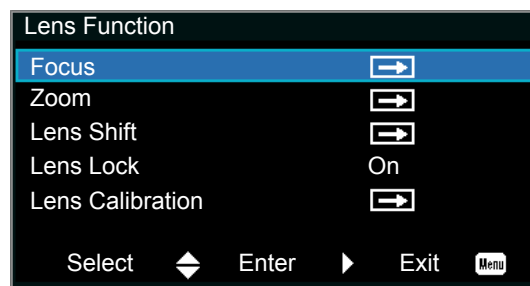 Lens Function
Focus
Zoom
Lens Shift
Lens Lock On
Lens Calibration
Select Enter Exit Menu